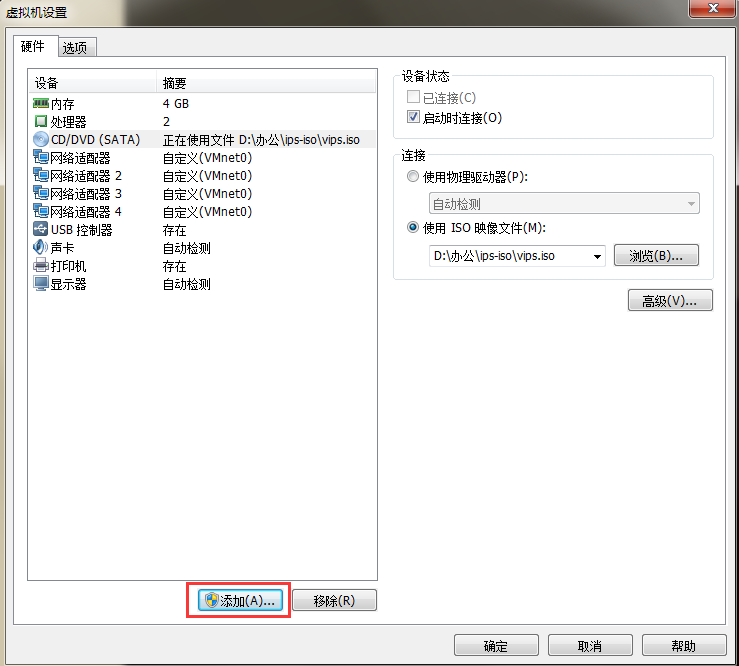 虚拟机设置
硬件 选项
设备 摘要
内存 4 GB
处理器 2
CD/DVD (SATA) 正在使用文件 D:\办公\ips-iso\vips.iso
网络适配器 自定义(VMnet0)
网络适配器 2 自定义(VMnet0)
网络适配器 3 自定义(VMnet0)
网络适配器 4 自定义(VMnet0)
USB 控制器 存在
声卡 自动检测
打印机 存在
显示器 自动检测
添加(A)... 移除(R)
设备状态
已连接(C)
启动时连接(O)
连接
使用物理驱动器(P):
自动检测
使用 ISO 映像文件(M):
D:\办公\ips-iso\vips.iso 浏览(B)...
高级(V)...
确定 取消 帮助